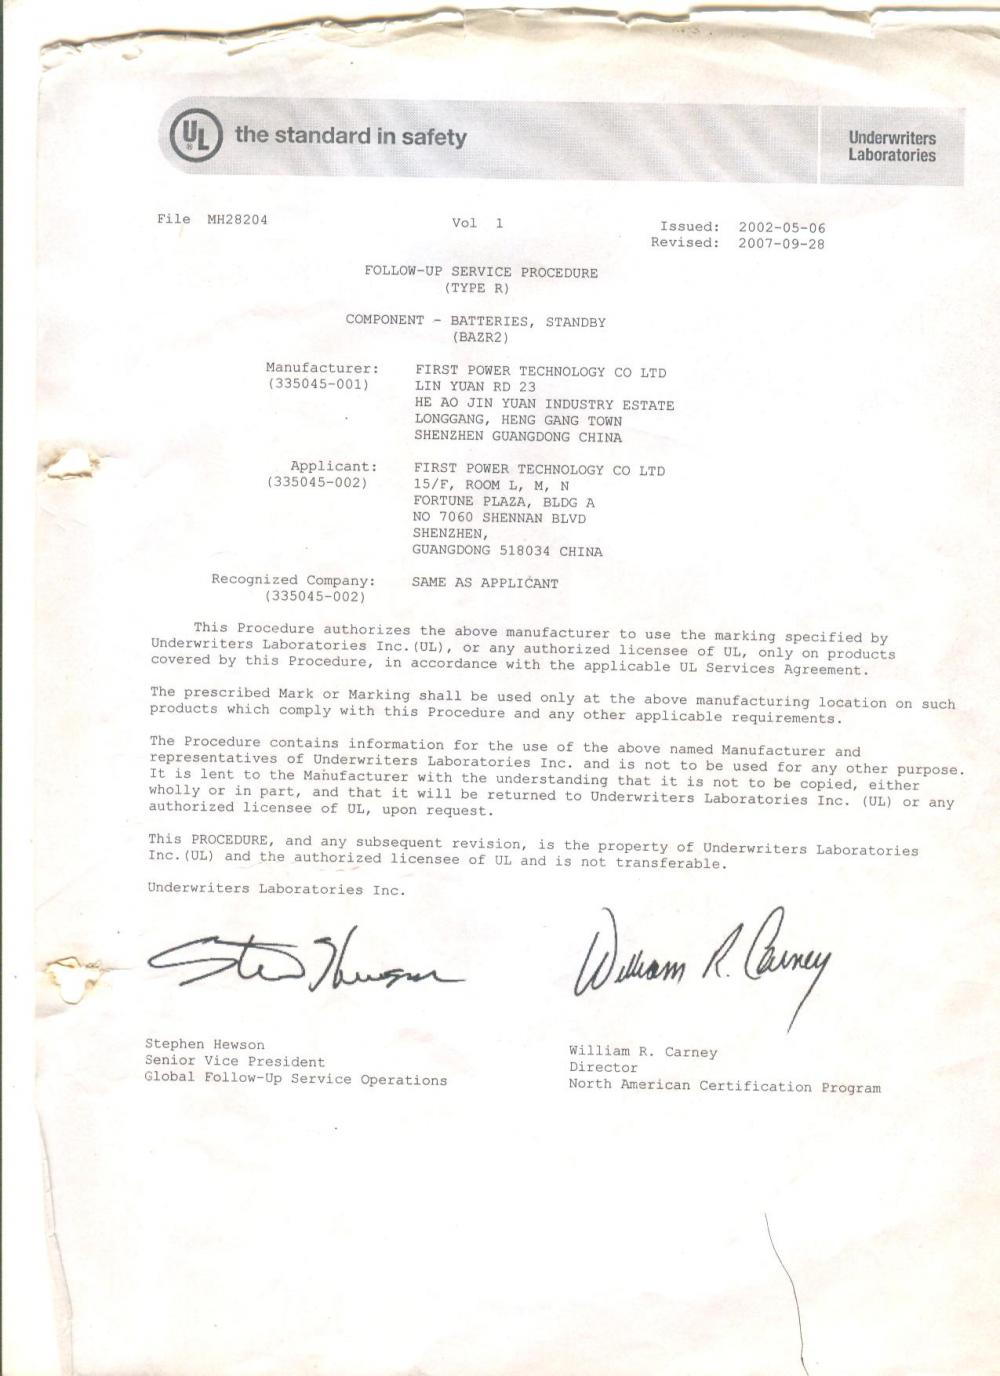 UL ® the standard in safety
Underwriters
Laboratories
File MH28204 Vol 1 Issued: 2002-05-06
Revised: 2007-09-28
FOLLOW-UP SERVICE PROCEDURE
(TYPE R)
COMPONENT - BATTERIES, STANDBY
(BAZR2)
Manufacturer: FIRST POWER TECHNOLOGY CO LTD
(335045-001) LIN YUAN RD 23
HE AO JIN YUAN INDUSTRY ESTATE
LONGGANG, HENG GANG TOWN
SHENZHEN GUANGDONG CHINA
Applicant: FIRST POWER TECHNOLOGY CO LTD
(335045-002) 15/F, ROOM L, M, N
FORTUNE PLAZA, BLDG A
NO 7060 SHENNAN BLVD
SHENZHEN,
GUANGDONG 518034 CHINA
Recognized Company: SAME AS APPLICANT
(335045-002)
This Procedure authorizes the above manufacturer to use the marking specified by
Underwriters Laboratories Inc.(UL), or any authorized licensee of UL, only on products
covered by this Procedure, in accordance with the applicable UL Services Agreement.
The prescribed Mark or Marking shall be used only at the above manufacturing location on such
products which comply with this Procedure and any other applicable requirements.
The Procedure contains information for the use of the above named Manufacturer and
representatives of Underwriters Laboratories Inc. and is not to be used for any other purpose.
It is lent to the Manufacturer with the understanding that it is not to be copied, either
wholly or in part, and that it will be returned to Underwriters Laboratories Inc. (UL) or any
authorized licensee of UL, upon request.
This PROCEDURE, and any subsequent revision, is the property of Underwriters Laboratories
Inc.(UL) and the authorized licensee of UL and is not transferable.
Underwriters Laboratories Inc.
William R. Carney
Stephen Hewson
Senior Vice President
Global Follow-Up Service Operations
William R. Carney
Director
North American Certification Program